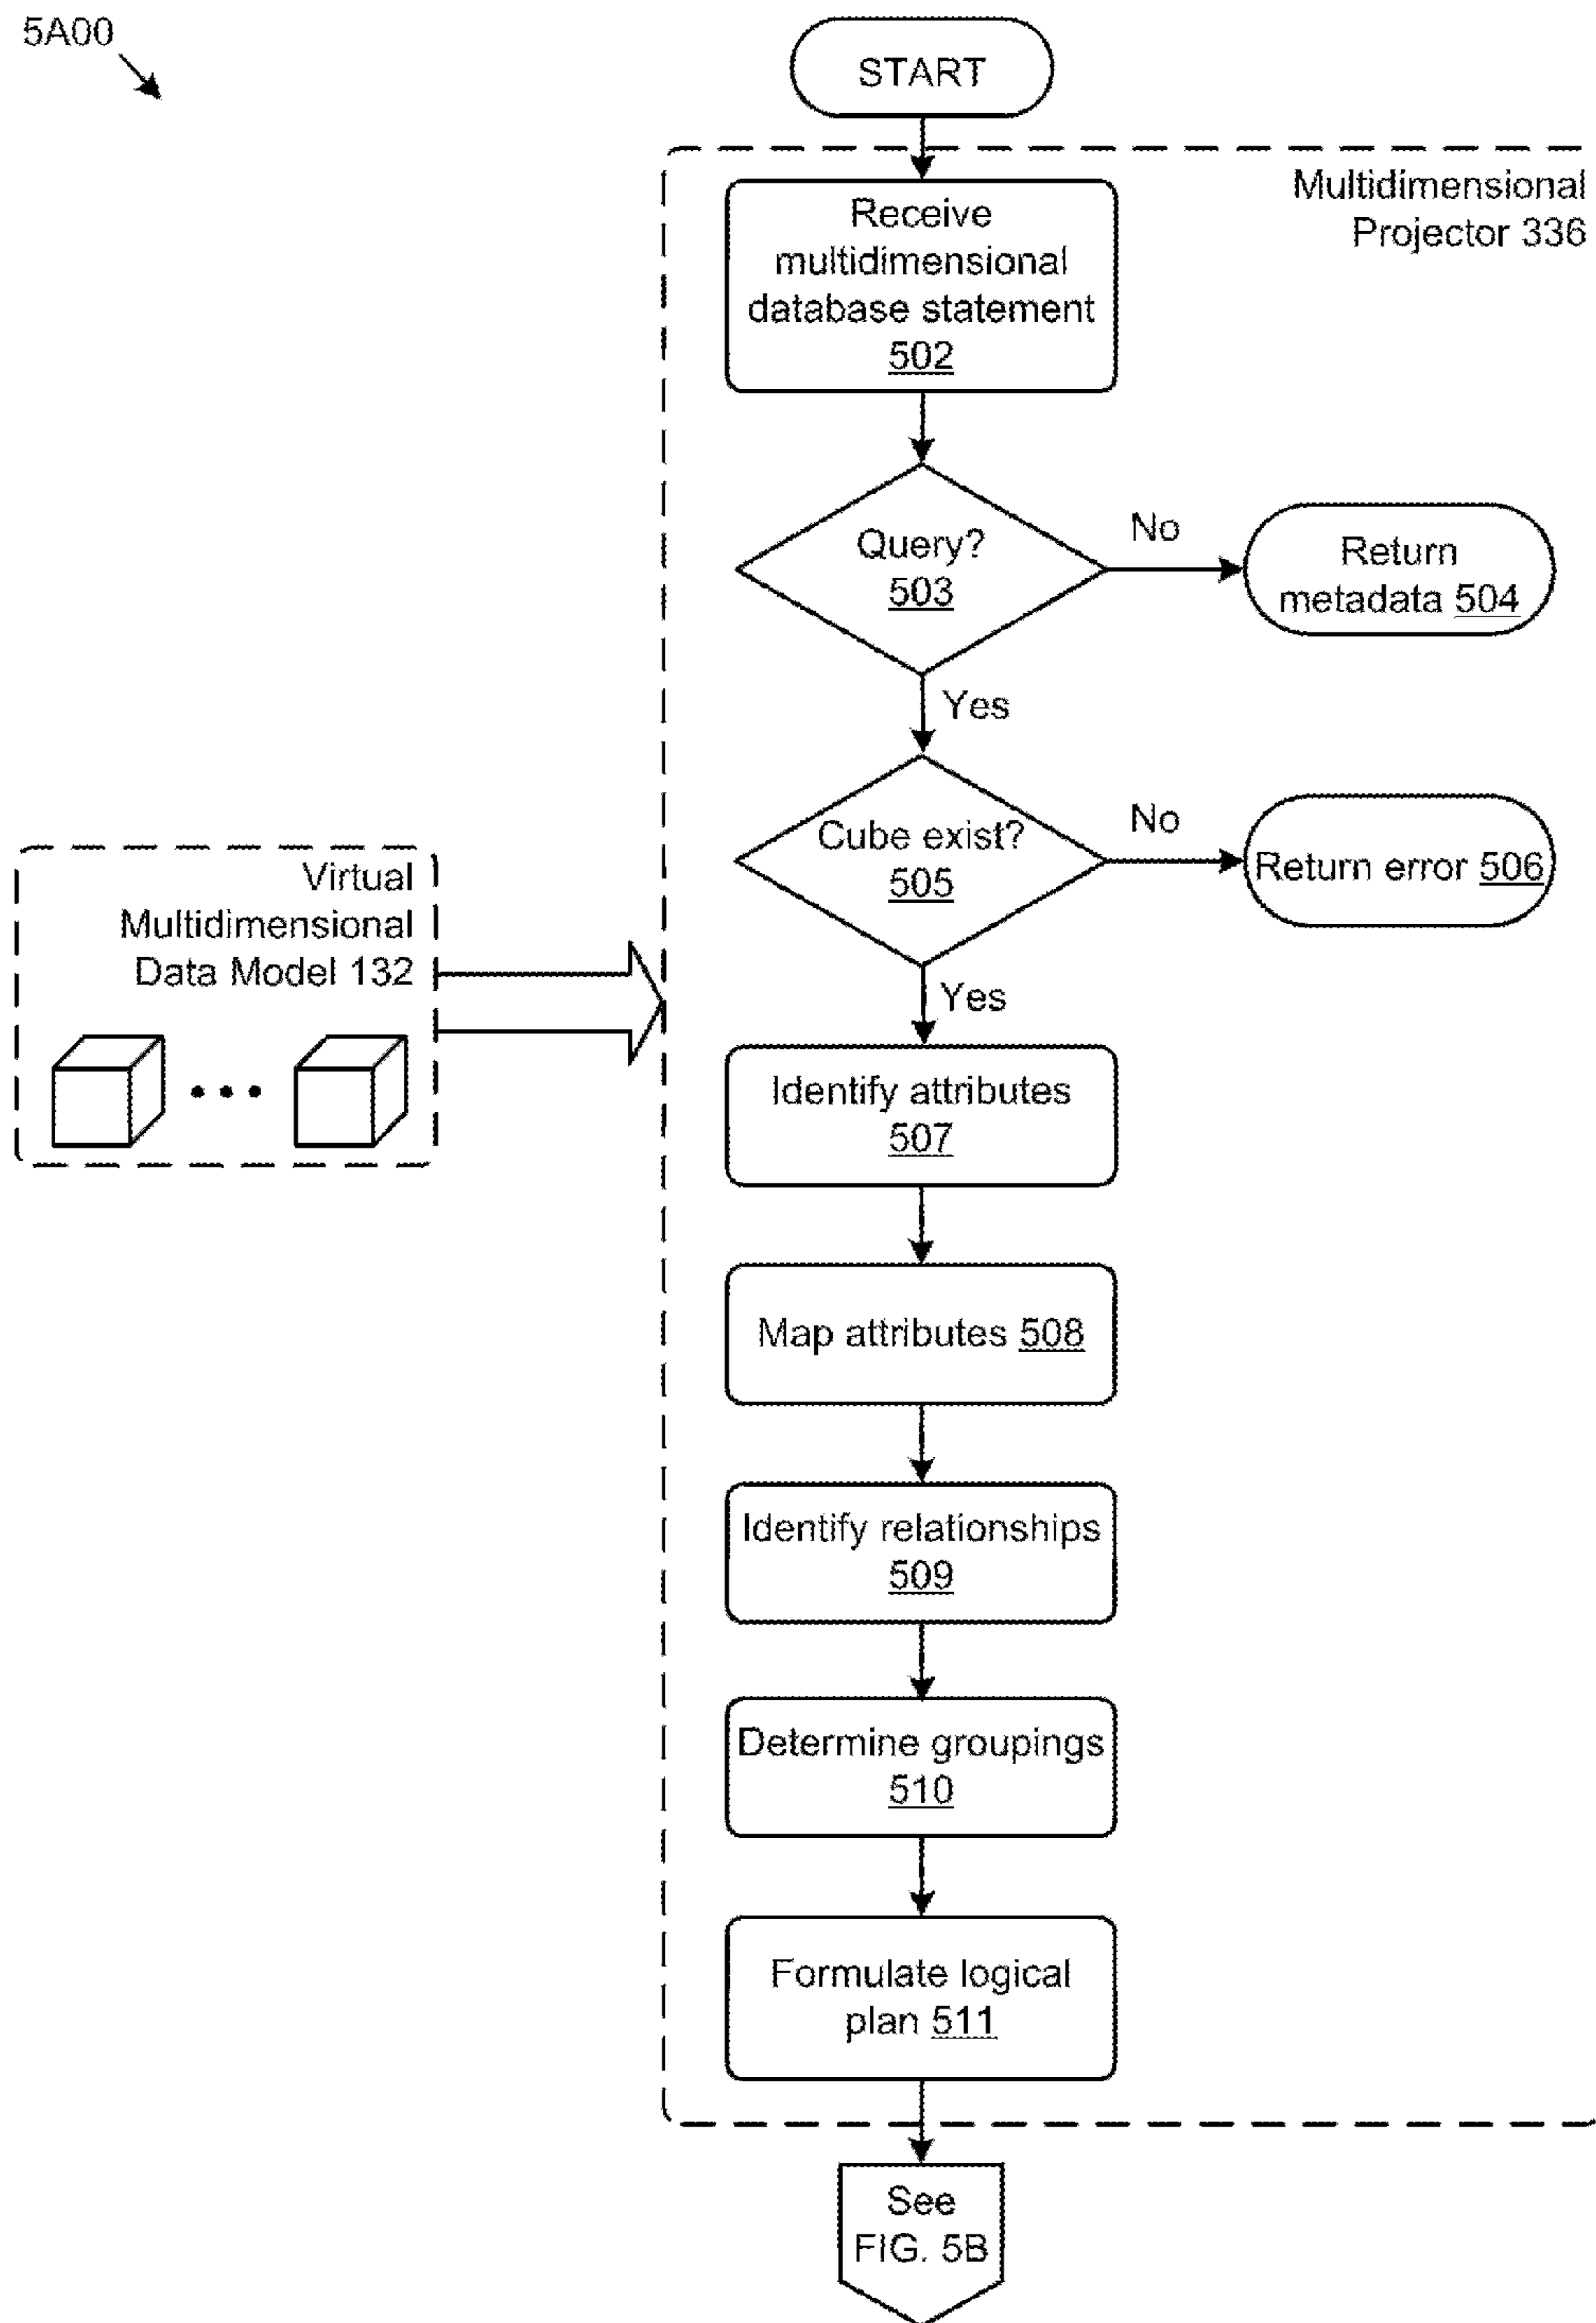 5A00
START
Multidimensional
Projector 336
Receive
multidimensional
database statement
502
Query?
503
No
Return
metadata 504
Yes
Cube exist?
505
No
Return error 506
Virtual
Multidimensional
Data Model 132
Yes
Identify attributes
507
Map attributes 508
Identify relationships
509
Determine groupings
510
Formulate logical
plan 511
See
FIG. 5B